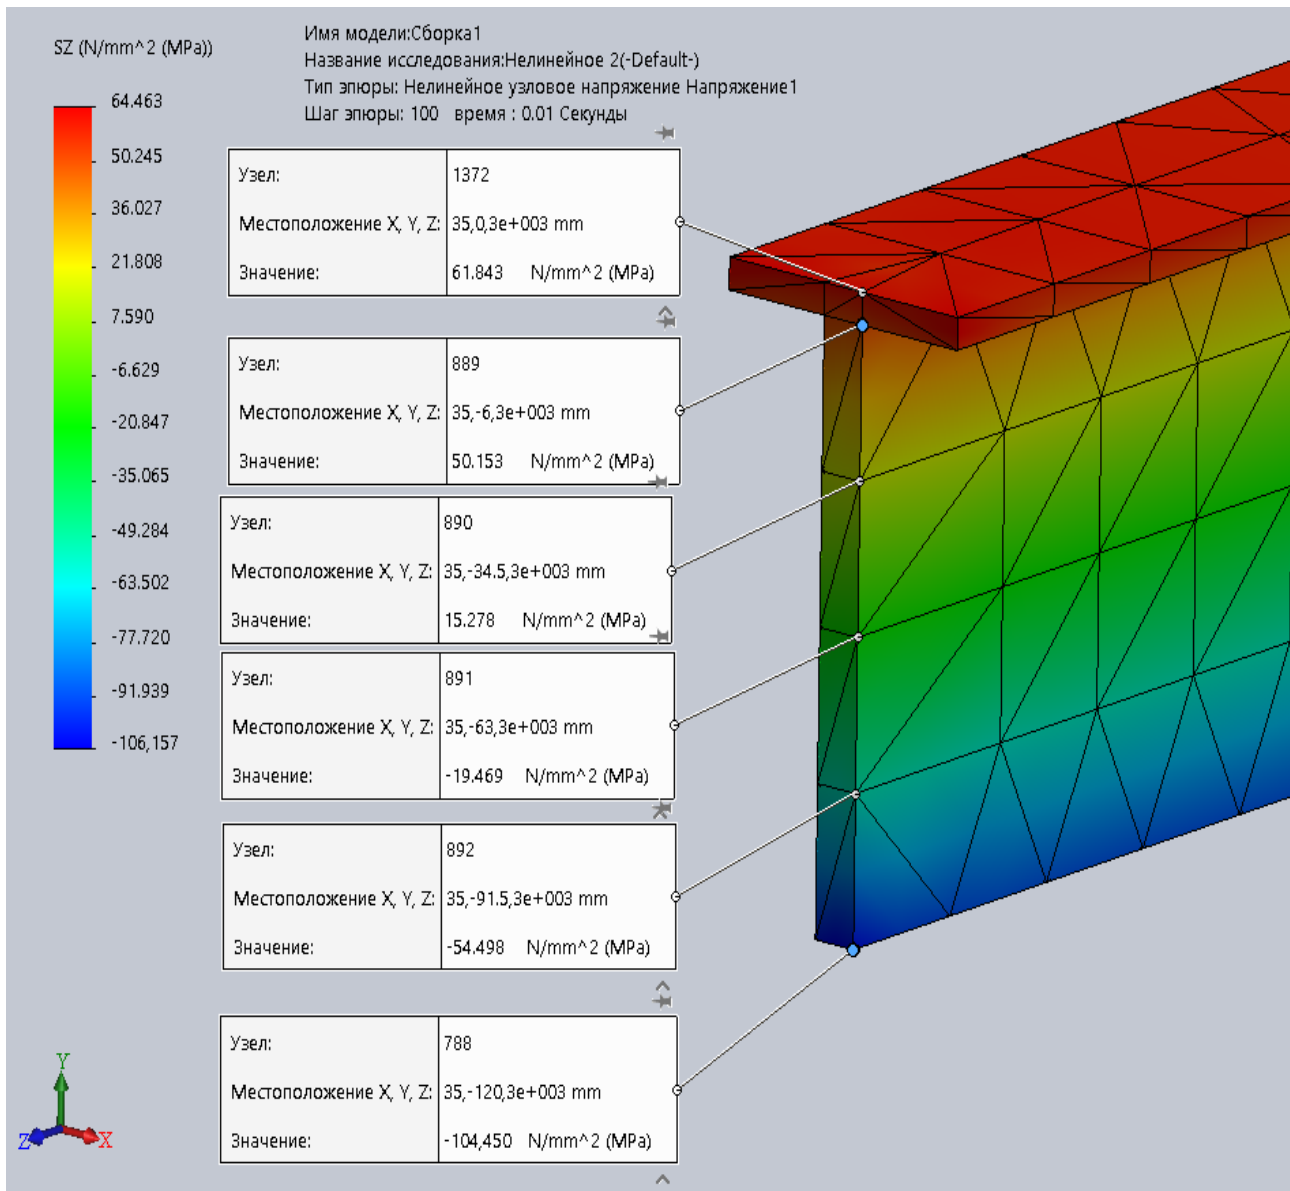 SZ (N/mm^2 (MPa))
64.463
50.245
36.027
21.808
7.590
-6.629
-20.847
-35.065
-49.284
-63.502
-77.720
-91.939
-106,157
Имя модели:Сборка1
Название исследования:Нелинейное 2(-Default-)
Тип эпюры: Нелинейное узловое напряжение Напряжение1
Шаг эпюры: 100 время : 0.01 Секунды
Узел: 1372
Местоположение X, Y, Z: 35,0,3e+003 mm
Значение: 61.843 N/mm^2 (MPa)
Узел: 889
Местоположение X, Y, Z: 35,-6,3e+003 mm
Значение: 50.153 N/mm^2 (MPa)
Узел: 890
Местоположение X, Y, Z: 35,-34.5,3e+003 mm
Значение: 15.278 N/mm^2 (MPa)
Узел: 891
Местоположение X, Y, Z: 35,-63,3e+003 mm
Значение: -19.469 N/mm^2 (MPa)
Узел: 892
Местоположение X, Y, Z: 35,-91.5,3e+003 mm
Значение: -54.498 N/mm^2 (MPa)
Узел: 788
Местоположение X, Y, Z: 35,-120,3e+003 mm
Значение: -104,450 N/mm^2 (MPa)
Y
Z X